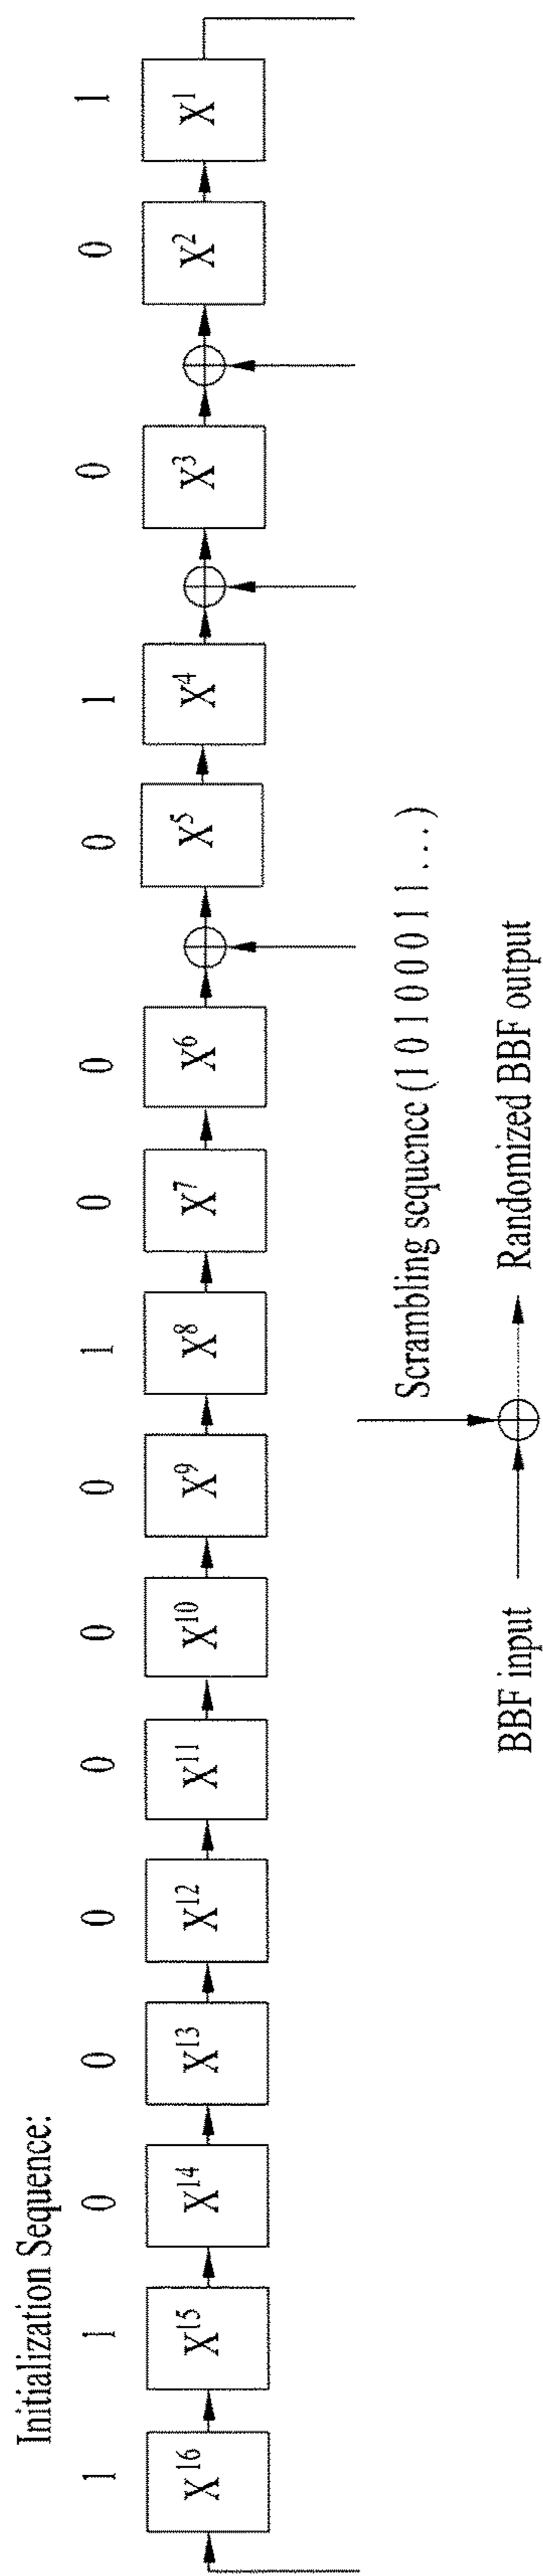 Initialization Sequence:
1 1 0 0 0 0 0 0 1 0 0 0 1 0 0 1
X16 X15 X14 X13 X12 X11 X10 X9 X8 X7 X6 X5 X4 X3 X2 X1
Scrambling sequence (1 0 1 0 0 0 1 1 . . . )
BBF input
Randomized BBF output